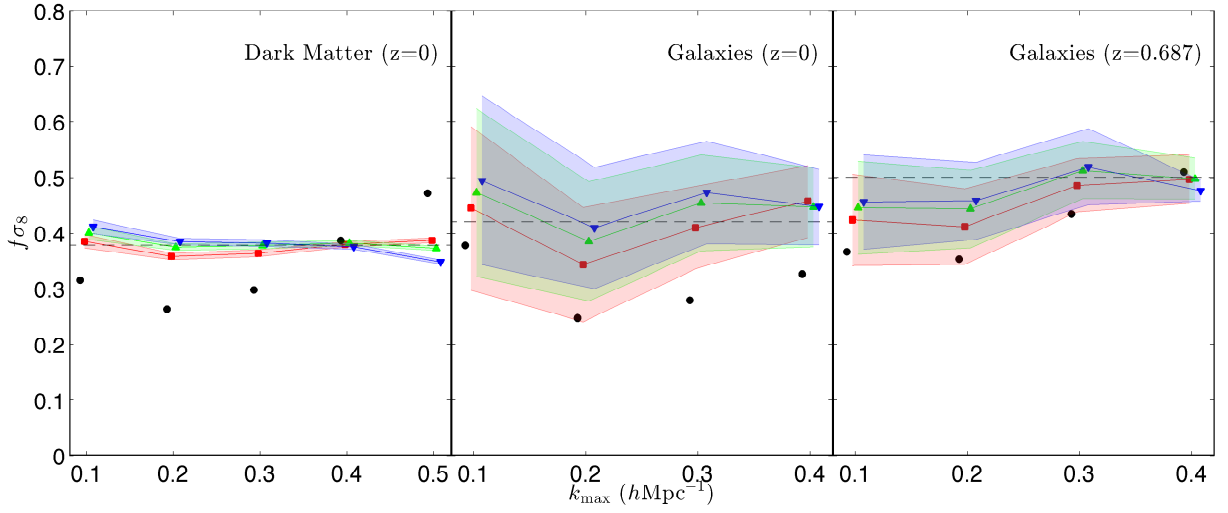 0.8
0.7
0.6
0.5
0.4
0.3
0.2
0.1
0
fσ₈
Dark Matter (z=0)
Galaxies (z=0)
Galaxies (z=0.687)
0.1 0.2 0.3 0.4 0.5
0.1 0.2 0.3 0.4
0.1 0.2 0.3 0.4
k_max (hMpc⁻¹)